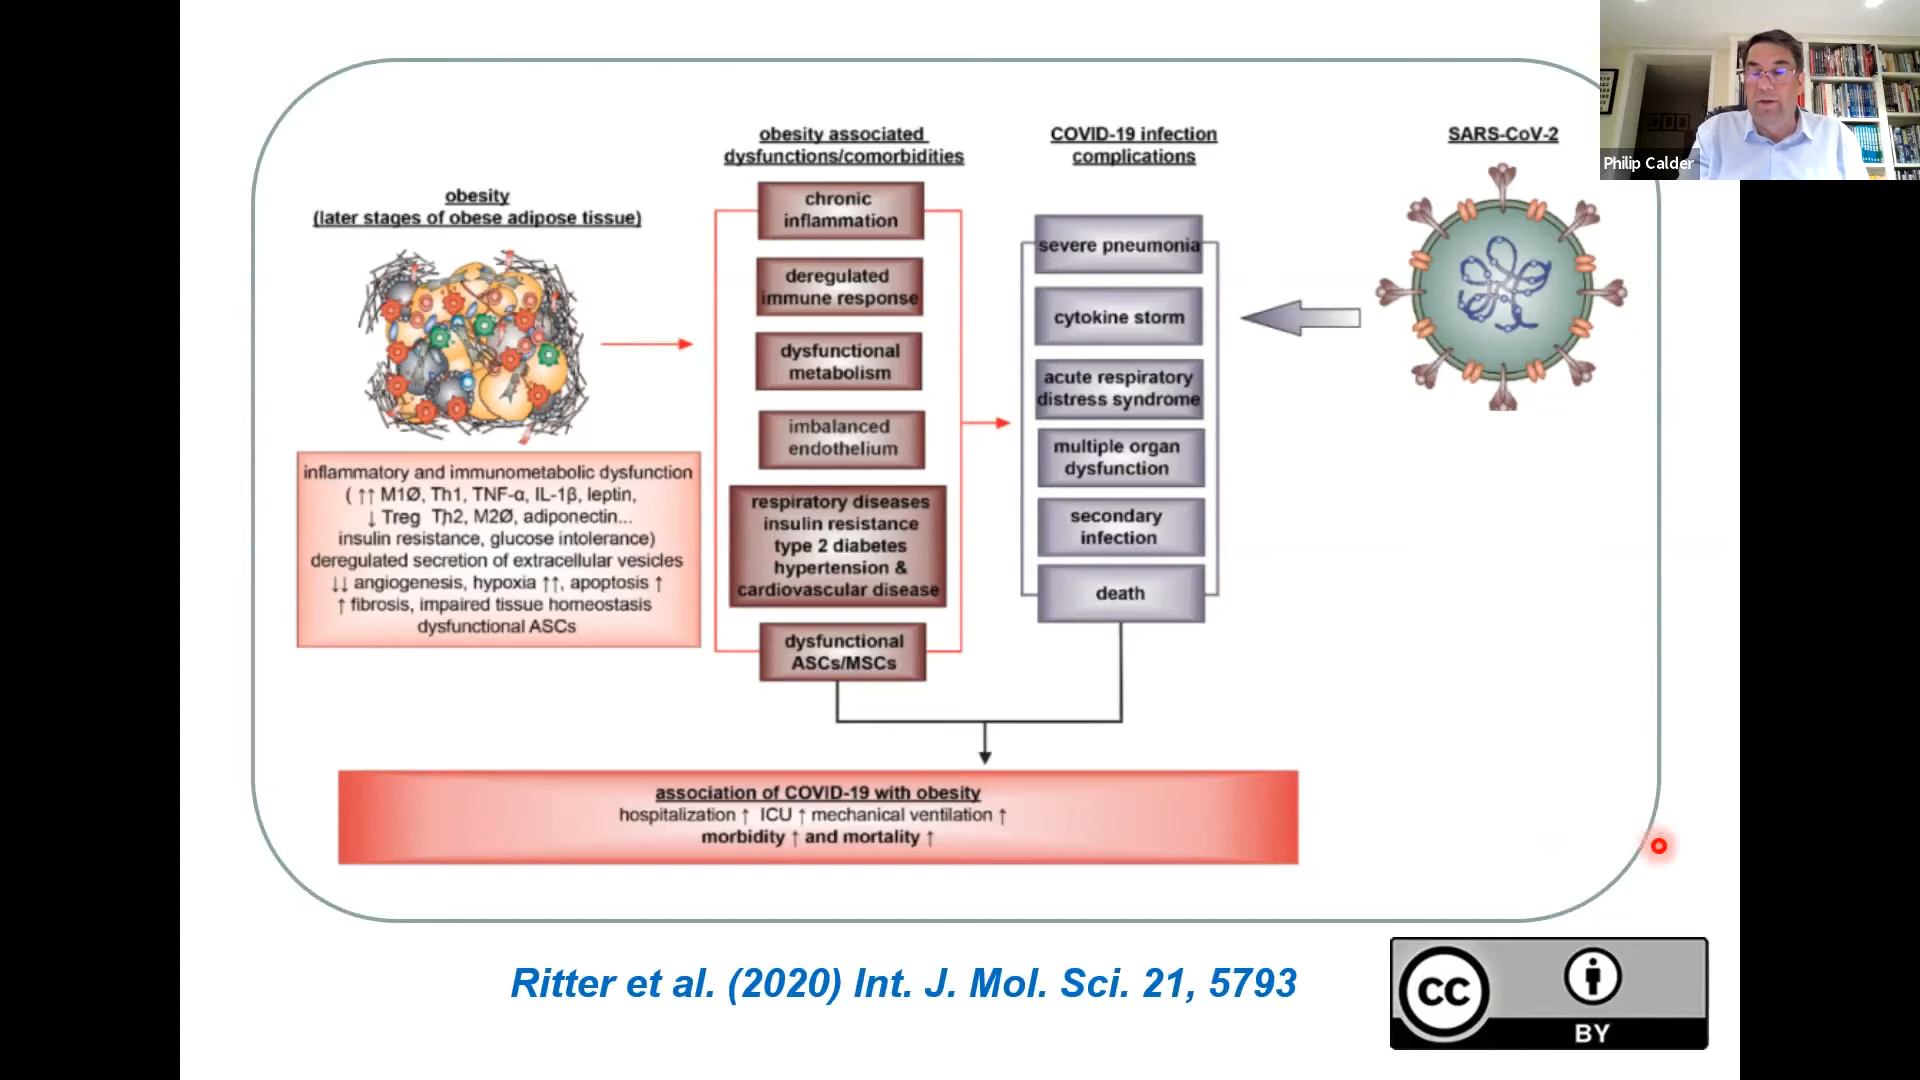 Philip Calder
obesity
(later stages of obese adipose tissue)
inflammatory and immunometabolic dysfunction
( ↑↑ M1Ø, Th1, TNF-α, IL-1β, leptin,
↓ Treg Th2, M2Ø, adiponectin...
insulin resistance, glucose intolerance)
deregulated secretion of extracellular vesicles
↓↓ angiogenesis, hypoxia ↑↑, apoptosis ↑
↑ fibrosis, impaired tissue homeostasis
dysfunctional ASCs
obesity associated
dysfunctions/comorbidities
chronic
inflammation
deregulated
immune response
dysfunctional
metabolism
imbalanced
endothelium
respiratory diseases
insulin resistance
type 2 diabetes
hypertension &
cardiovascular disease
dysfunctional
ASCs/MSCs
COVID-19 infection
complications
severe pneumonia
cytokine storm
acute respiratory
distress syndrome
multiple organ
dysfunction
secondary
infection
death
SARS-CoV-2
association of COVID-19 with obesity
hospitalization ↑ ICU ↑ mechanical ventilation ↑
morbidity ↑ and mortality ↑
Ritter et al. (2020) Int. J. Mol. Sci. 21, 5793
CC
BY